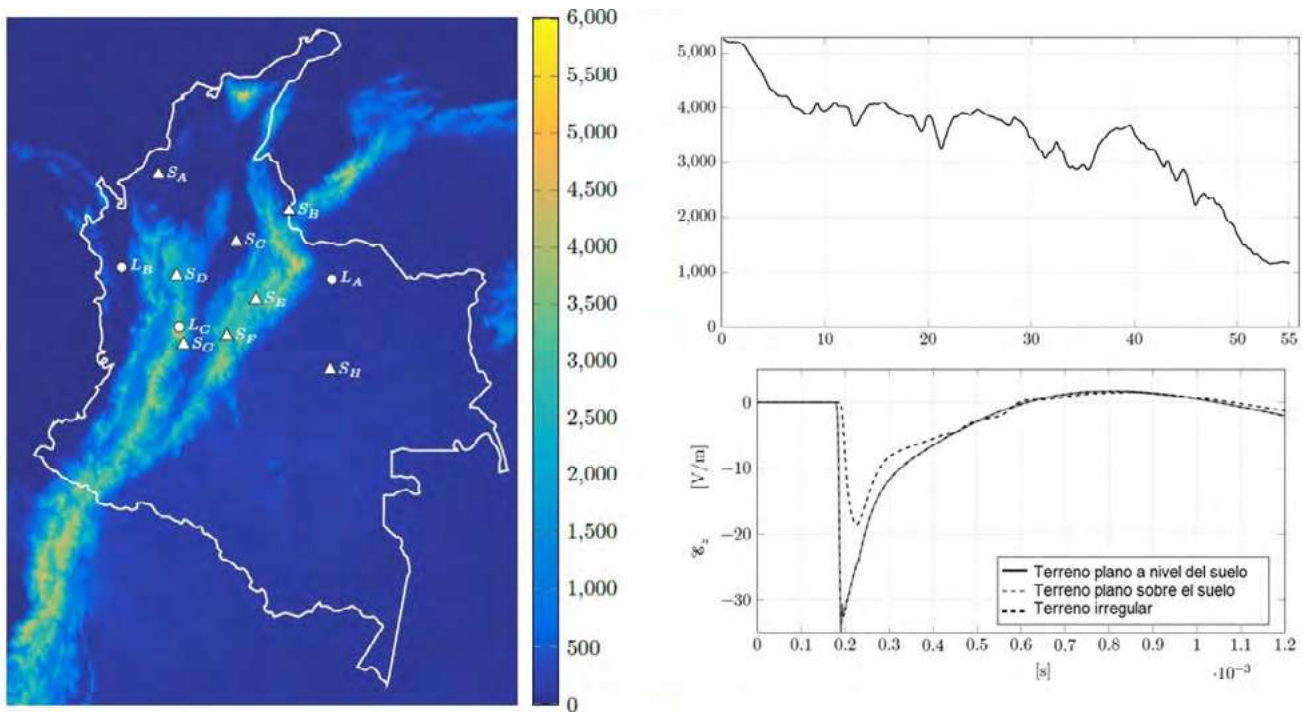 6,000
5,500
5,000
4,500
4,000
3,500
3,000
2,500
2,000
1,500
1,000
500
0
S_A
S_B
S_C
L_B
S_D
L_A
S_E
L_C
S_F
S_G
S_H
5,000
4,000
3,000
2,000
1,000
0
0 10 20 30 40 50 55
0
−10
−20
−30
[V/m]
ℰ_z
Terreno plano a nivel del suelo
Terreno plano sobre el suelo
Terreno irregular
0 0.1 0.2 0.3 0.4 0.5 0.6 0.7 0.8 0.9 1 1.1 1.2
[s]
·10⁻³